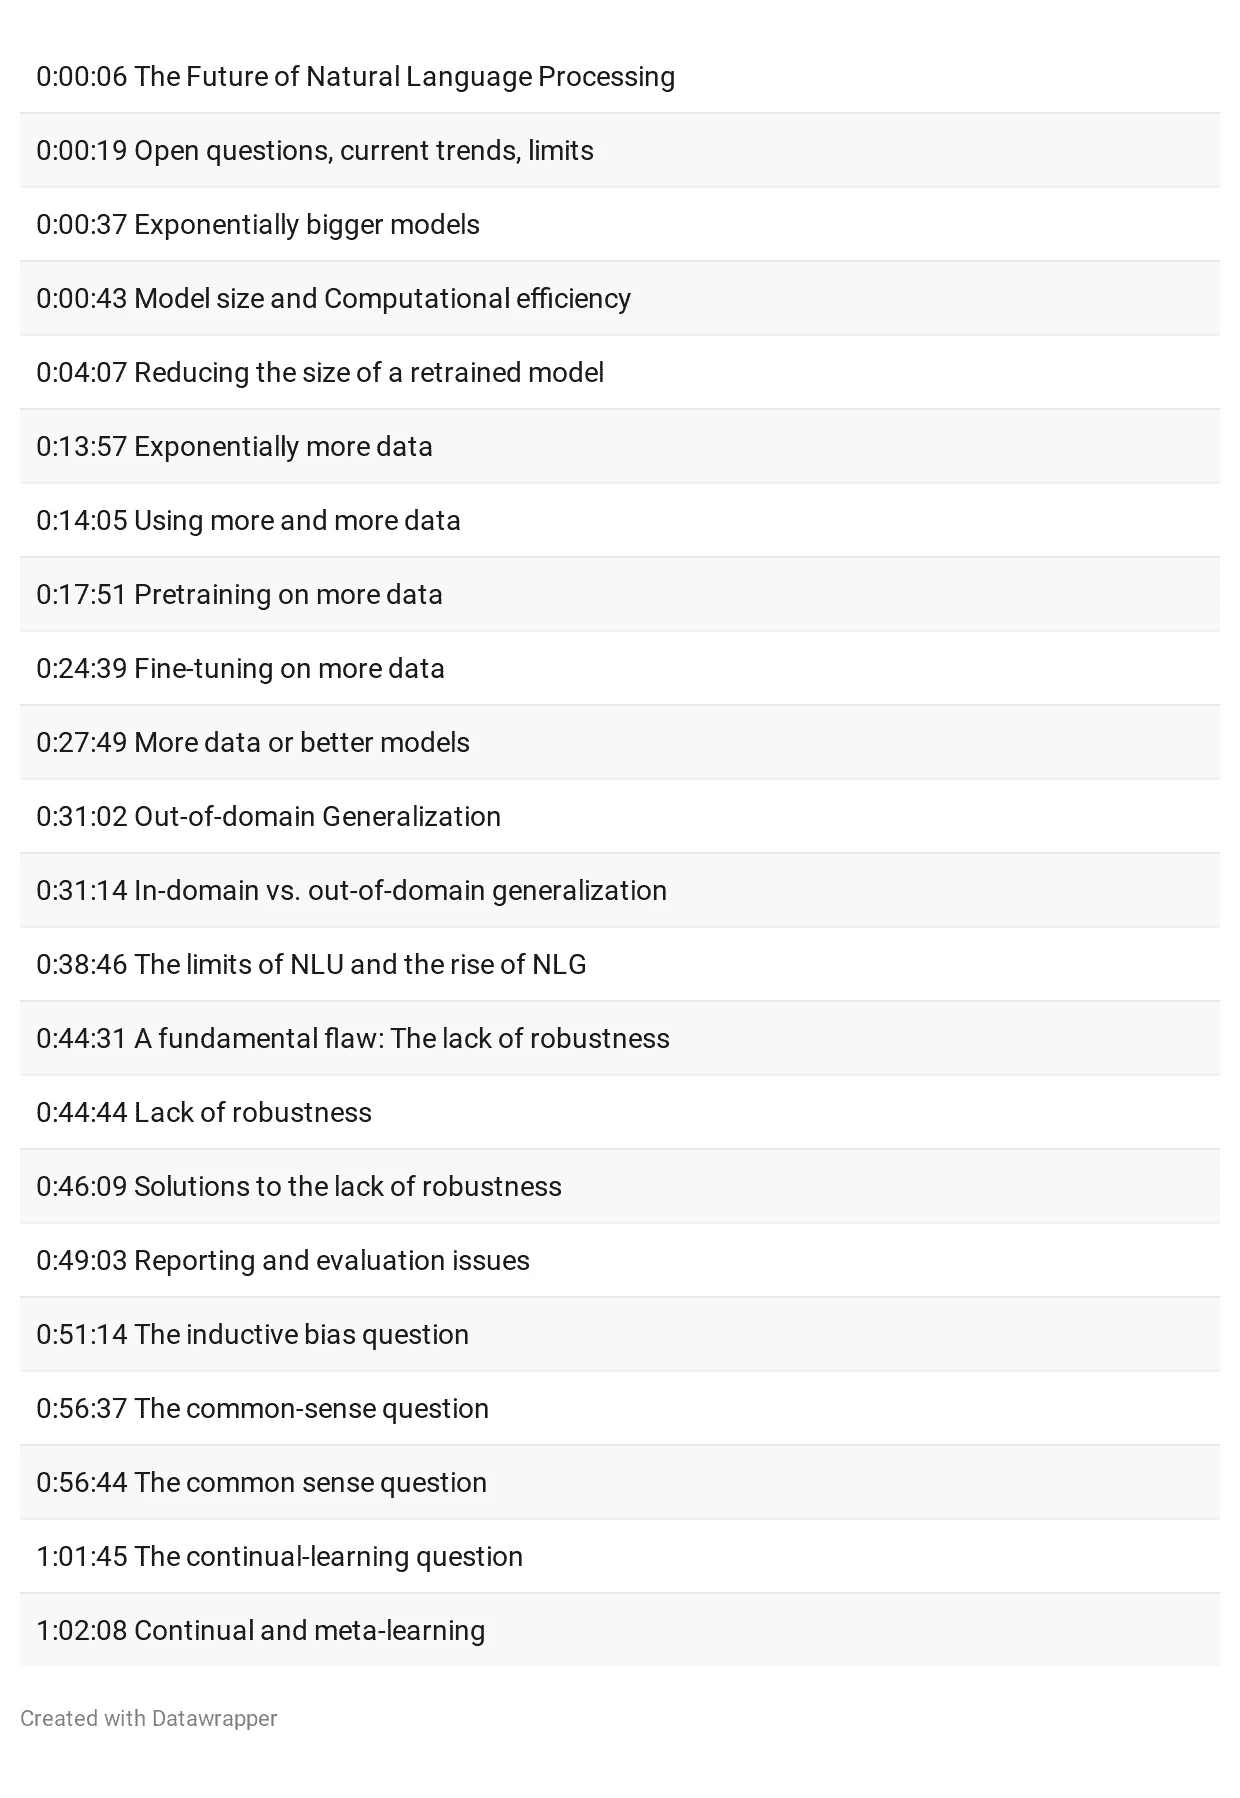 0:00:06 The Future of Natural Language Processing
0:00:19 Open questions, current trends, limits
0:00:37 Exponentially bigger models
0:00:43 Model size and Computational efficiency
0:04:07 Reducing the size of a retrained model
0:13:57 Exponentially more data
0:14:05 Using more and more data
0:17:51 Pretraining on more data
0:24:39 Fine-tuning on more data
0:27:49 More data or better models
0:31:02 Out-of-domain Generalization
0:31:14 In-domain vs. out-of-domain generalization
0:38:46 The limits of NLU and the rise of NLG
0:44:31 A fundamental flaw: The lack of robustness
0:44:44 Lack of robustness
0:46:09 Solutions to the lack of robustness
0:49:03 Reporting and evaluation issues
0:51:14 The inductive bias question
0:56:37 The common-sense question
0:56:44 The common sense question
1:01:45 The continual-learning question
1:02:08 Continual and meta-learning
Created with Datawrapper